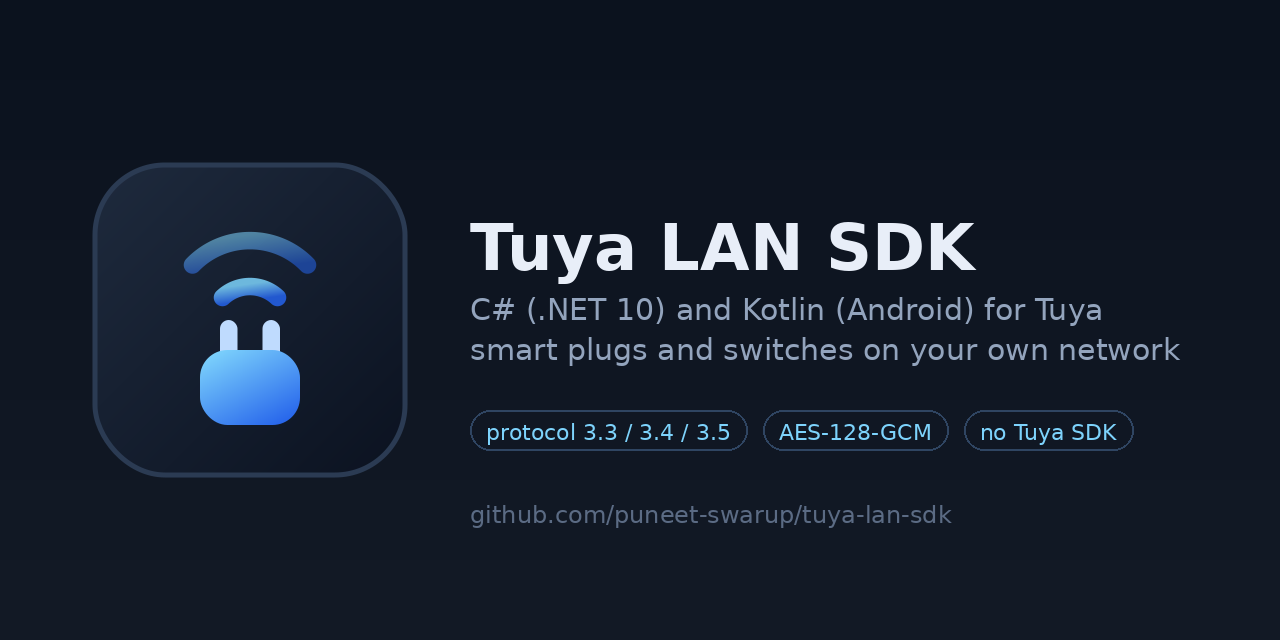 Tuya LAN SDK
C# (.NET 10) and Kotlin (Android) for Tuya
smart plugs and switches on your own network
protocol 3.3 / 3.4 / 3.5
AES-128-GCM
no Tuya SDK
github.com/puneet-swarup/tuya-lan-sdk